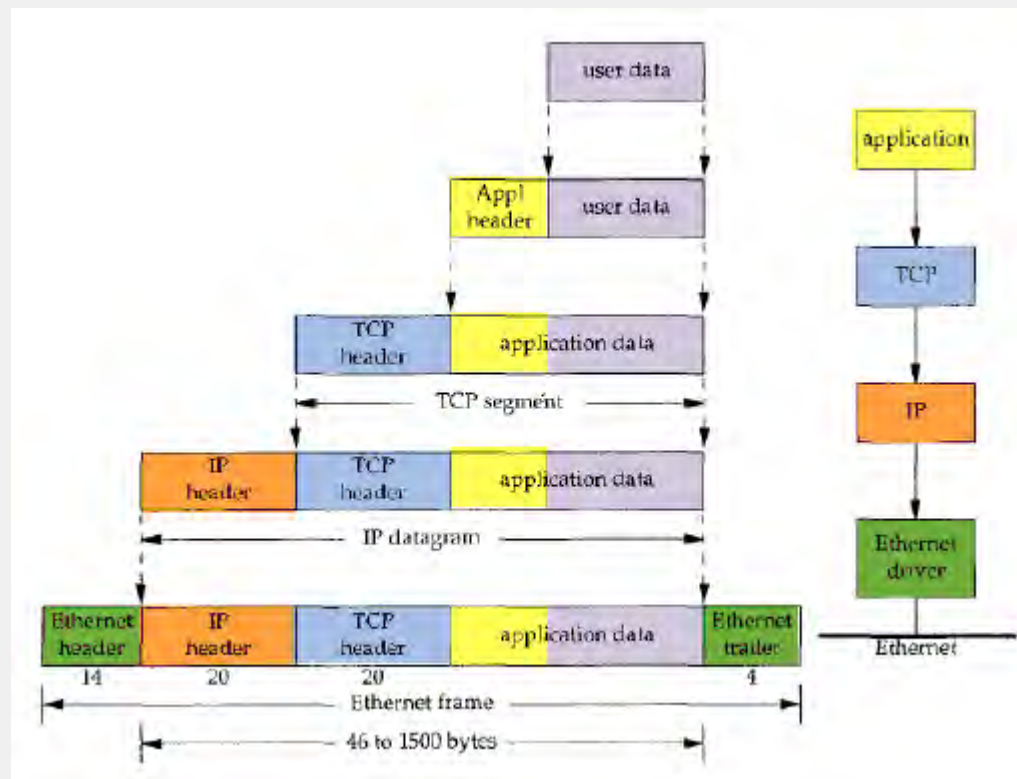 user data
application
Appl
header
user data
TCP
TCP
header
application data
TCP segment
IP
IP
header
TCP
header
application data
IP datagram
Ethernet
driver
Ethernet
header
IP
header
TCP
header
application data
Ethernet
trailer
Ethernet
14
20
20
4
Ethernet frame
46 to 1500 bytes